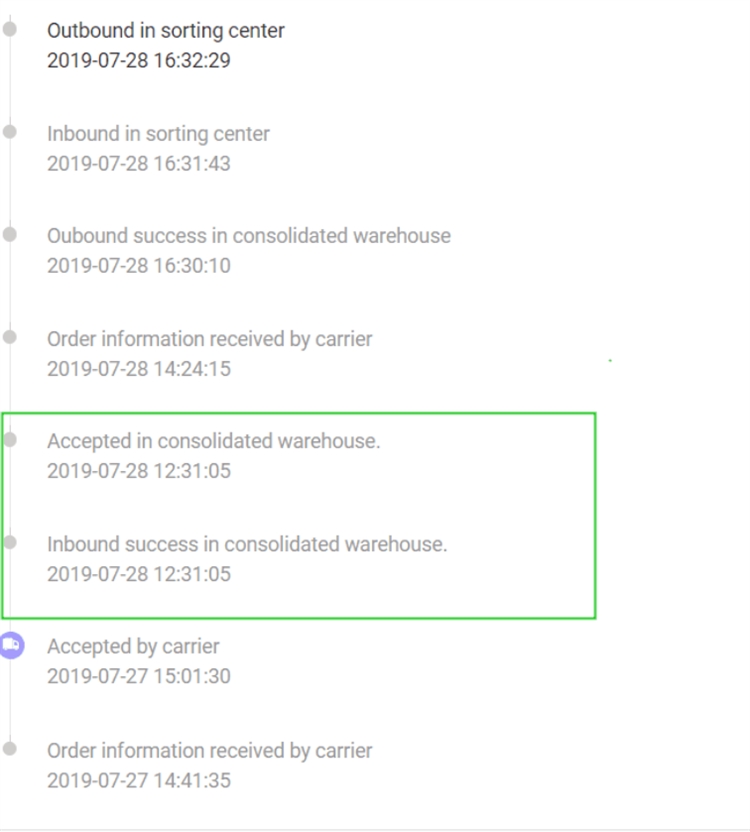 Outbound in sorting center
2019-07-28 16:32:29
Inbound in sorting center
2019-07-28 16:31:43
Oubound success in consolidated warehouse
2019-07-28 16:30:10
Order information received by carrier
2019-07-28 14:24:15
Accepted in consolidated warehouse.
2019-07-28 12:31:05
Inbound success in consolidated warehouse.
2019-07-28 12:31:05
Accepted by carrier
2019-07-27 15:01:30
Order information received by carrier
2019-07-27 14:41:35